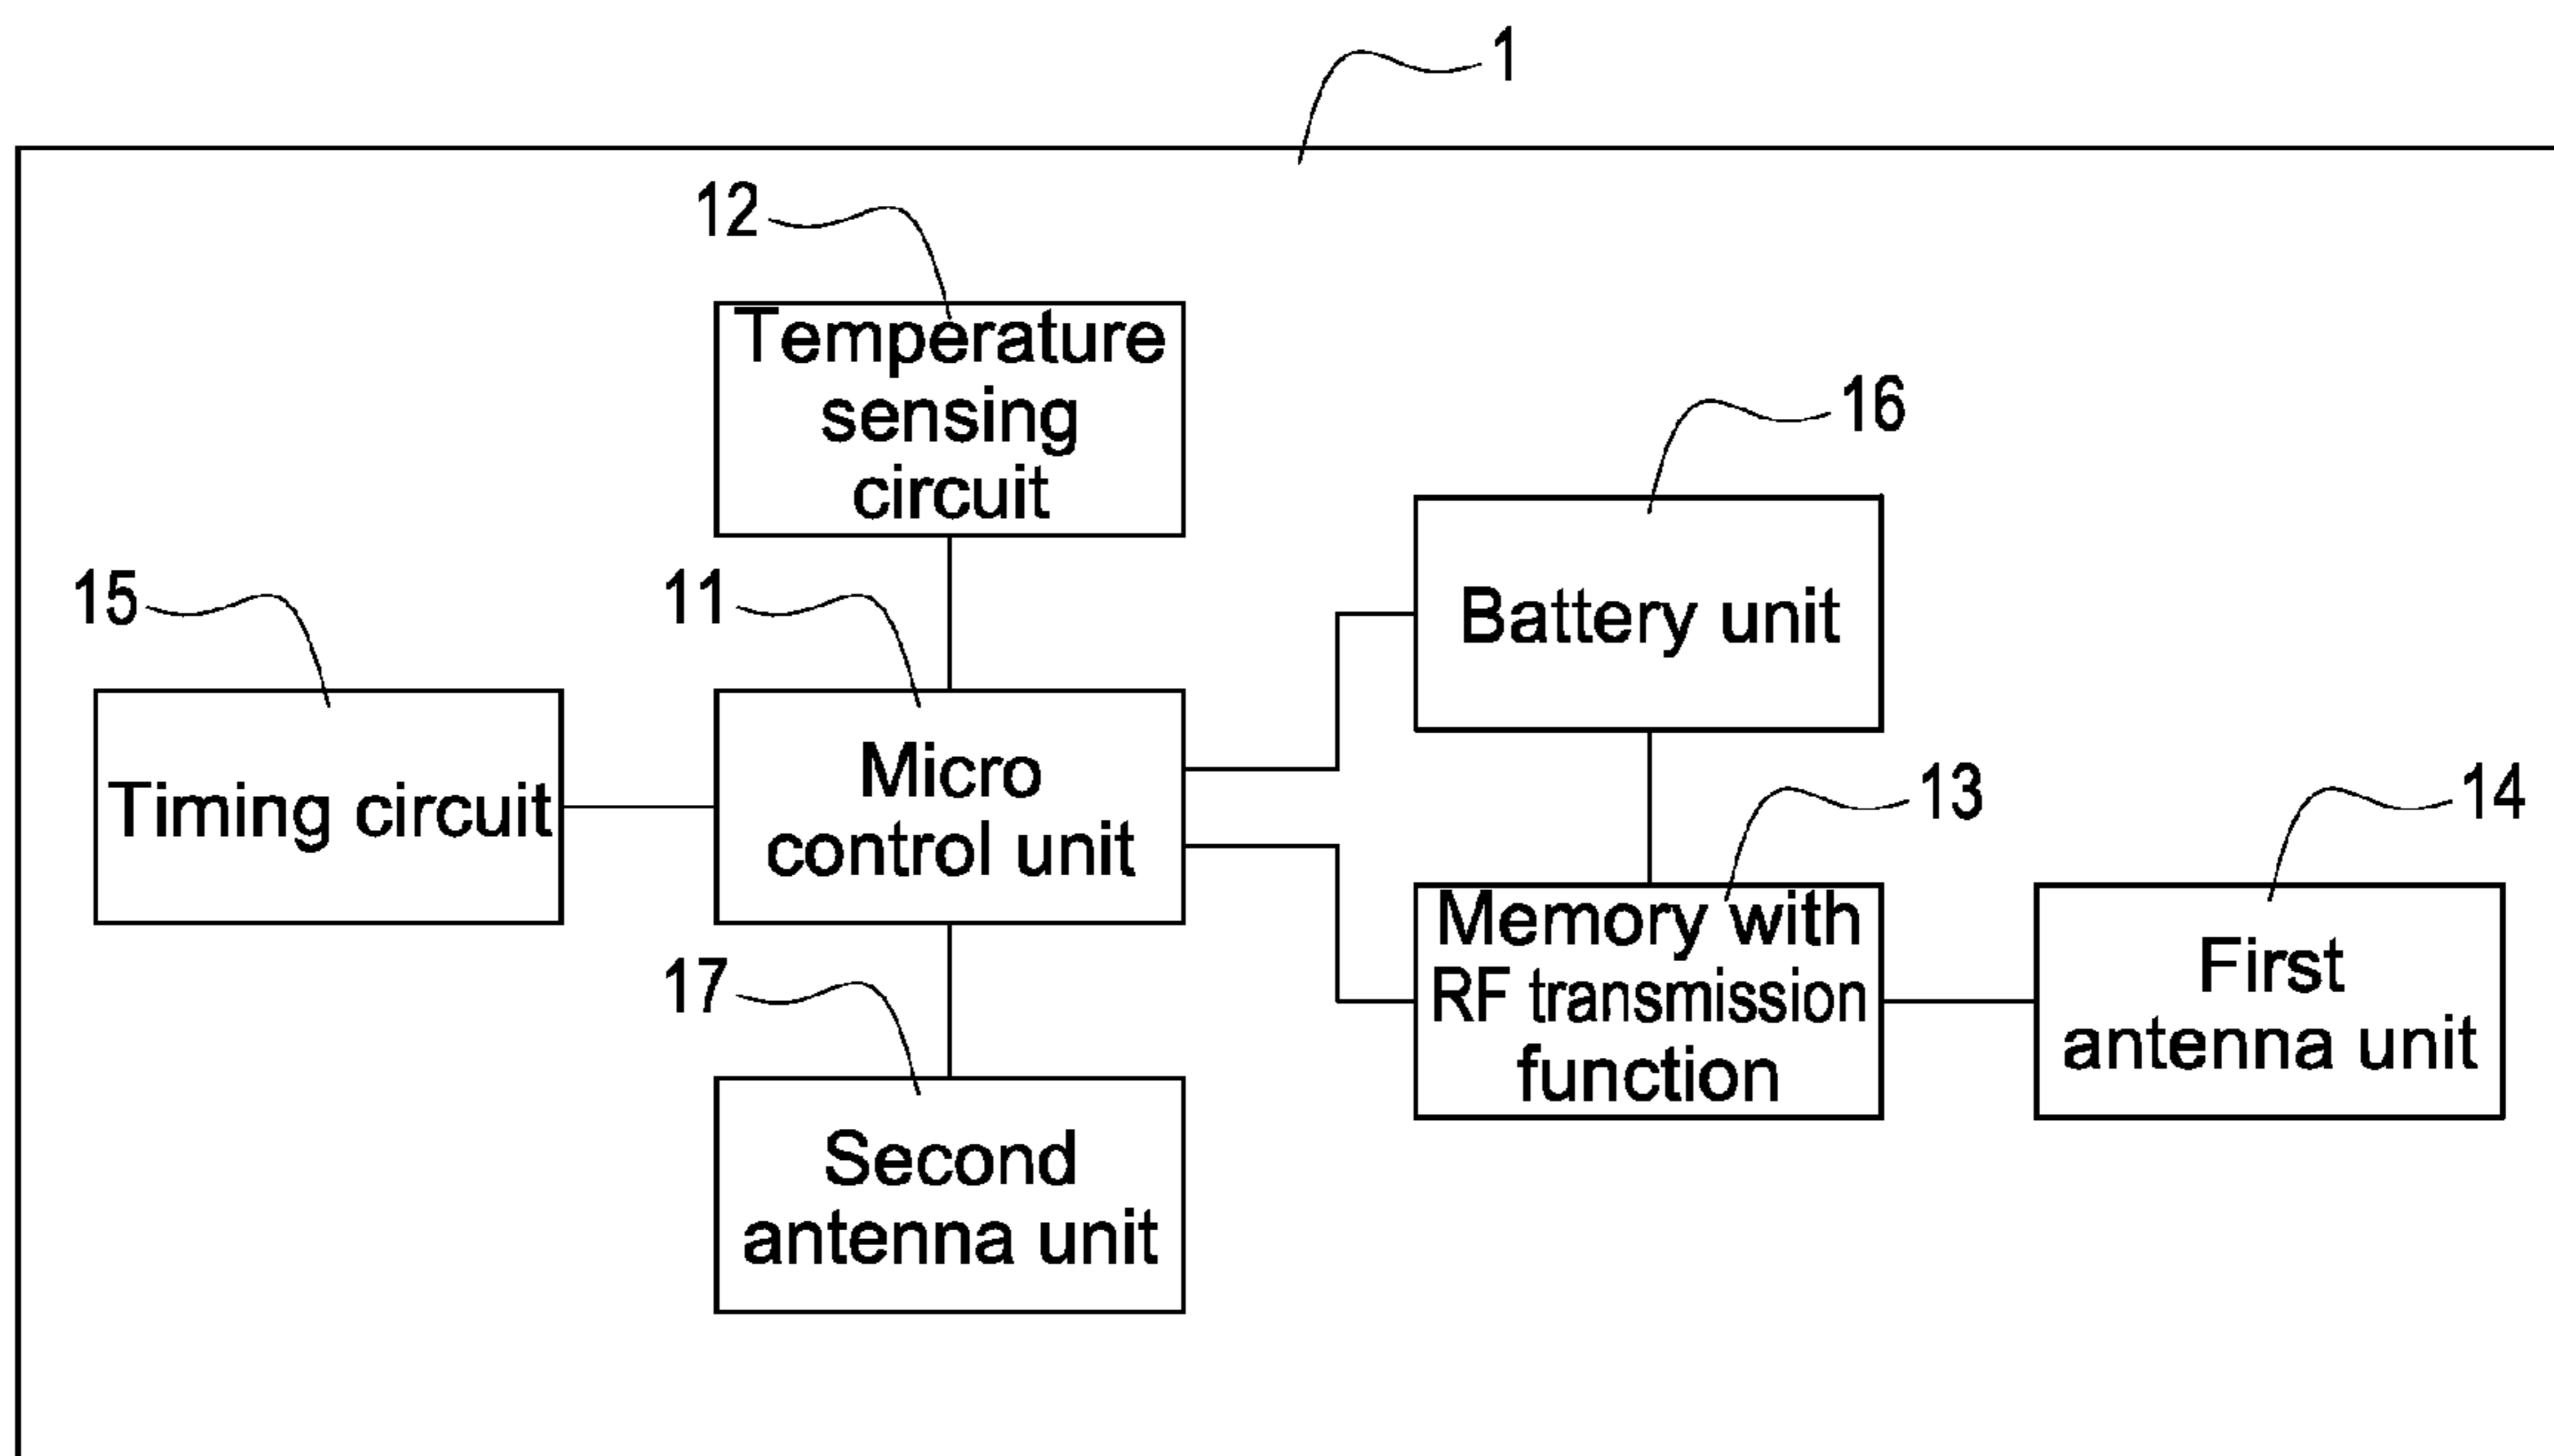 1
12
Temperature
sensing
circuit
16
Battery unit
15
Timing circuit
11
Micro
control unit
13
Memory with
RF transmission
function
14
First
antenna unit
17
Second
antenna unit